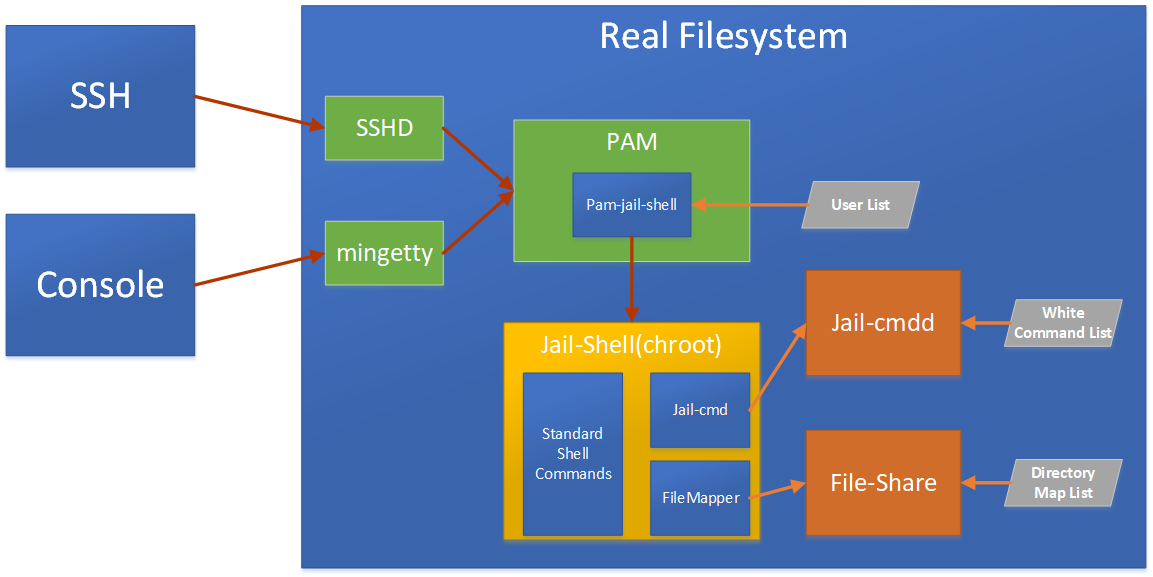 Real Filesystem
SSH
SSHD
PAM
Pam-jail-shell
User List
Console
mingetty
Jail-Shell(chroot)
Standard
Shell
Commands
Jail-cmd
FileMapper
Jail-cmdd
White
Command List
File-Share
Directory
Map List